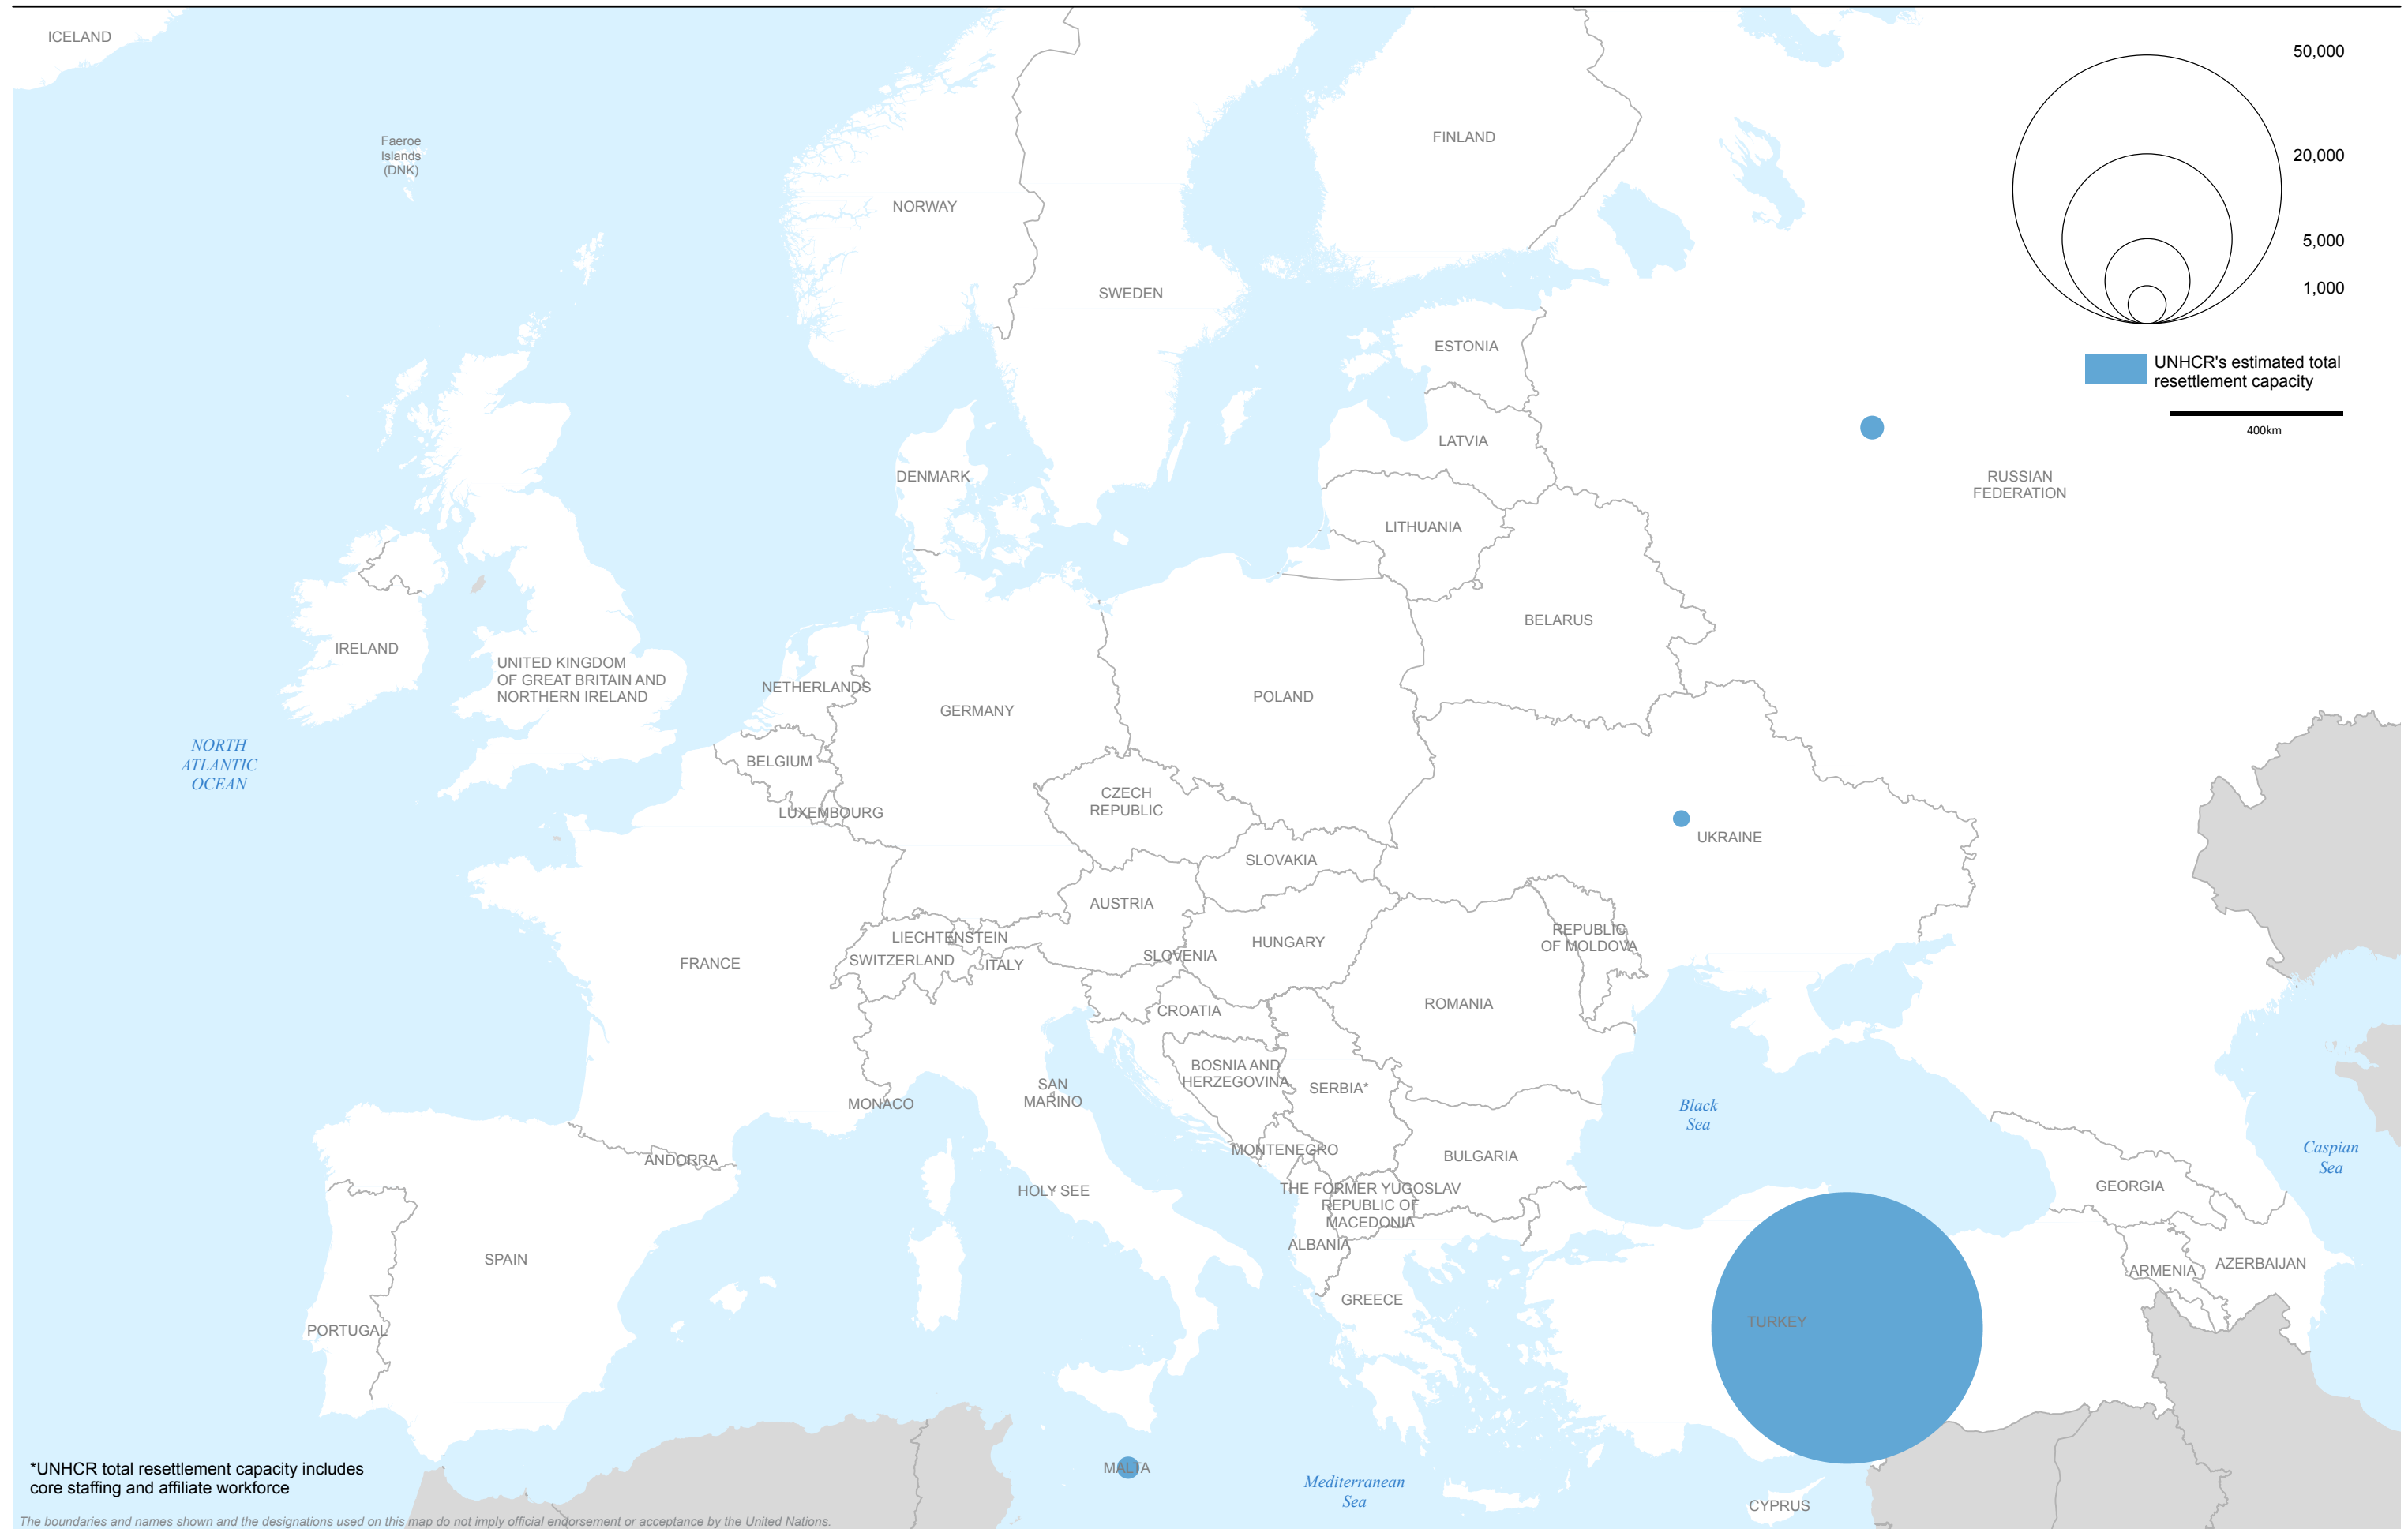 ICELAND
50,000
Faeroe
Islands
(DNK)
FINLAND
20,000
NORWAY
5,000
SWEDEN
1,000
ESTONIA
UNHCR's estimated total
resettlement capacity
400km
LATVIA
DENMARK
RUSSIAN
FEDERATION
LITHUANIA
BELARUS
IRELAND
UNITED KINGDOM
OF GREAT BRITAIN AND
NORTHERN IRELAND
NETHERLANDS
POLAND
GERMANY
NORTH
ATLANTIC
OCEAN
BELGIUM
CZECH
REPUBLIC
LUXEMBOURG
UKRAINE
SLOVAKIA
AUSTRIA
REPUBLIC
OF MOLDOVA
LIECHTENSTEIN
HUNGARY
SLOVENIA
SWITZERLAND
ITALY
FRANCE
ROMANIA
CROATIA
BOSNIA AND
HERZEGOVINA
SERBIA*
SAN
MARINO
MONACO
Black
Sea
MONTENEGRO
BULGARIA
Caspian
Sea
ANDORRA
HOLY SEE
THE FORMER YUGOSLAV
REPUBLIC OF
MACEDONIA
GEORGIA
ALBANIA
SPAIN
AZERBAIJAN
ARMENIA
GREECE
TURKEY
PORTUGAL
MALTA
*UNHCR total resettlement capacity includes
core staffing and affiliate workforce
Mediterranean
Sea
CYPRUS
The boundaries and names shown and the designations used on this map do not imply official endorsement or acceptance by the United Nations.